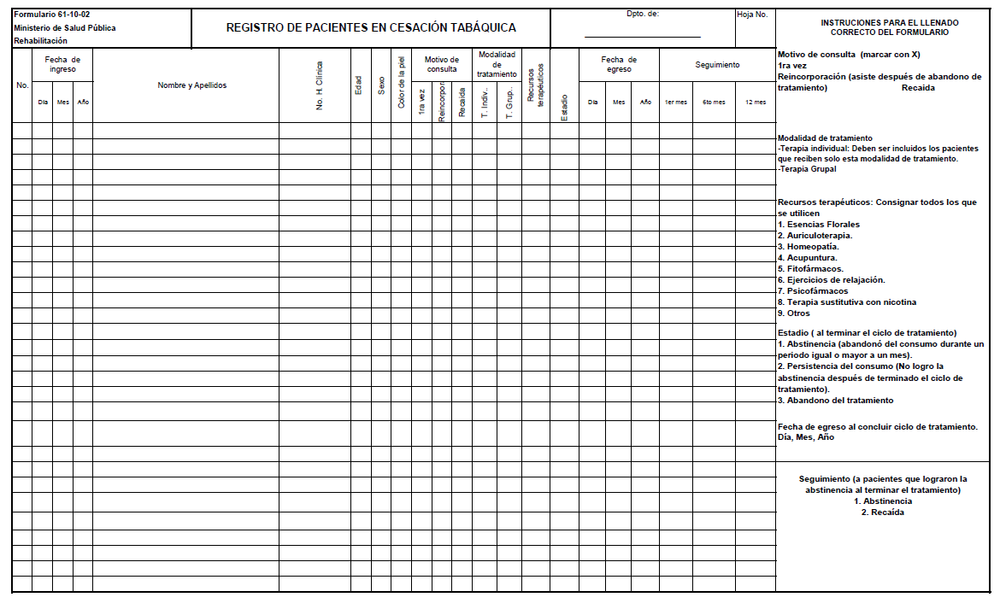 Formulario 61-10-02
Ministerio de Salud Pública
Rehabilitación
REGISTRO DE PACIENTES EN CESACIÓN TABÁQUICA
Dpto. de:
Hoja No.
No.
Fecha de
ingreso
Día
Mes
Año
Nombre y Apellidos
No. H. Clínica
Edad
Sexo
Color de la piel
Motivo de
consulta
1ra vez
Reincorpora
Recaida
Modalidad
de
tratamiento
T. Indiv..
T. Grup..
Recursos
terapéuticos
Estadio
Fecha de
egreso
Día
Mes
Año
Seguimiento
1er mes
6to mes
12 mes
INSTRUCIONES PARA EL LLENADO
CORRECTO DEL FORMULARIO
Motivo de consulta (marcar con X)
1ra vez
Reincorporación (asiste después de abandono de
tratamiento) Recaida
Modalidad de tratamiento
-Terapia individual: Deben ser incluidos los pacientes
que reciben solo esta modalidad de tratamiento.
-Terapia Grupal
Recursos terapéuticos: Consignar todos los que
se utilicen
1. Esencias Florales
2. Auriculoterapia.
3. Homeopatía.
4. Acupuntura.
5. Fitofármacos.
6. Ejercicios de relajación.
7. Psicofármacos
8. Terapia sustitutiva con nicotina
9. Otros
Estadio ( al terminar el ciclo de tratamiento)
1. Abstinencia (abandonó del consumo durante un
periodo igual o mayor a un mes).
2. Persistencia del consumo (No logro la
abstinencia después de terminado el ciclo de
tratamiento).
3. Abandono del tratamiento
Fecha de egreso al concluir ciclo de tratamiento.
Día, Mes, Año
Seguimiento (a pacientes que lograron la
abstinencia al terminar el tratamiento)
1. Abstinencia
2. Recaída